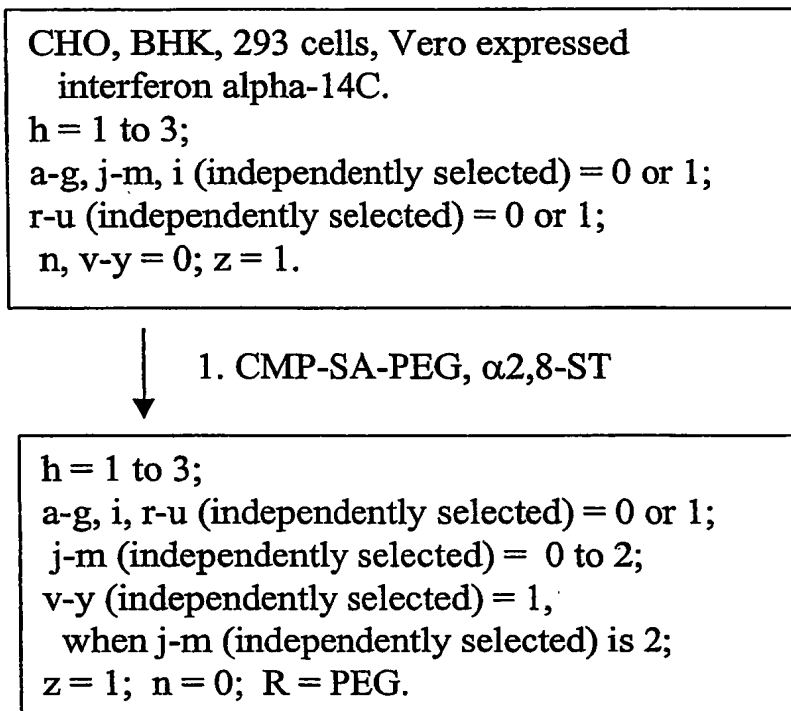 CHO, BHK, 293 cells, Vero expressed
interferon alpha-14C.
h = 1 to 3;
a-g, j-m, i (independently selected) = 0 or 1;
r-u (independently selected) = 0 or 1;
n, v-y = 0; z = 1.
1. CMP-SA-PEG, α2,8-ST
h = 1 to 3;
a-g, i, r-u (independently selected) = 0 or 1;
j-m (independently selected) = 0 to 2;
v-y (independently selected) = 1,
when j-m (independently selected) is 2;
z = 1; n = 0; R = PEG.